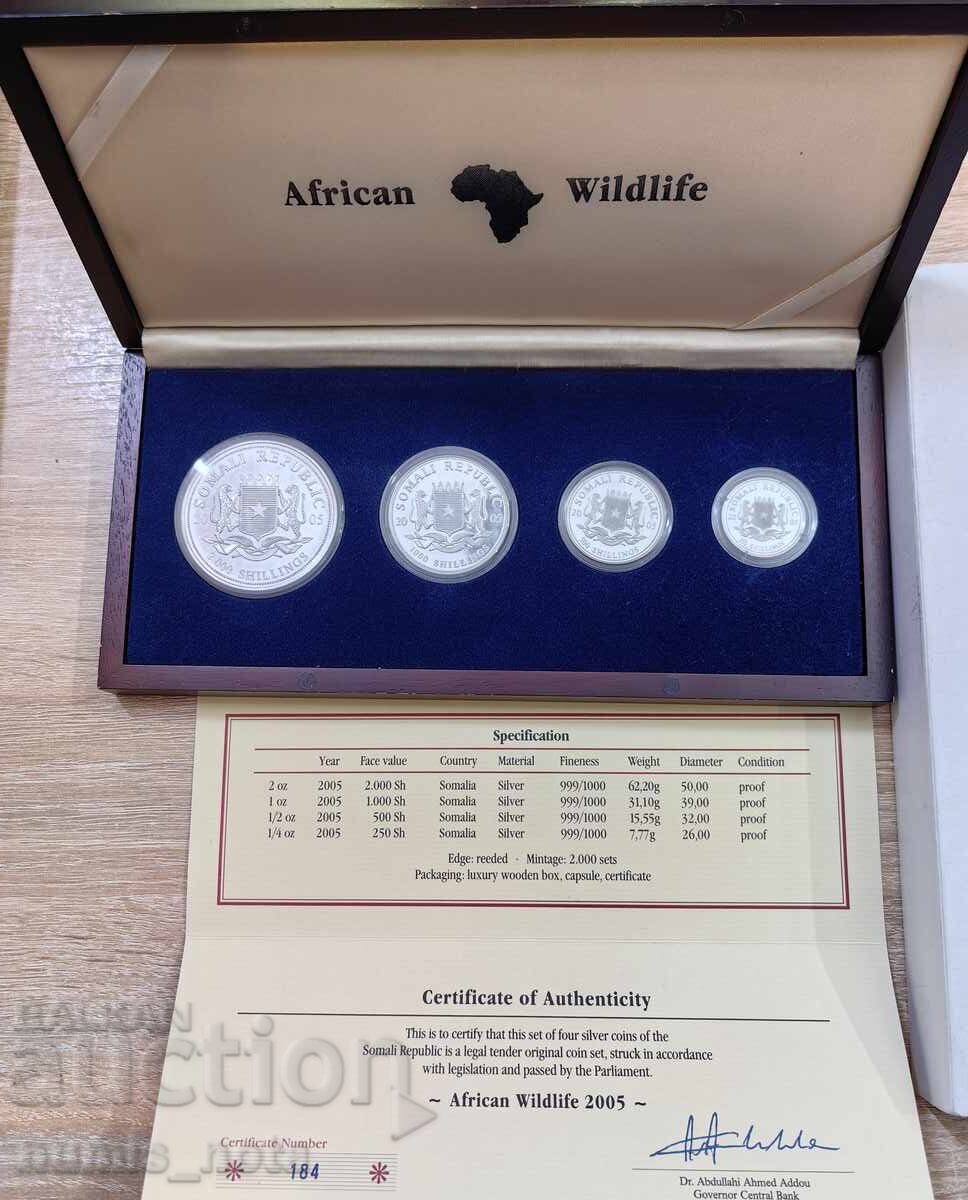 African Wildlife
SOMALI REPUBLIC
20 05
SHILLINGS
SOMALI REPUBLIC
20 05
1000 SHILLINGS
SOMALI REPUBLIC
20 05
SHILLINGS
SOMALI REPUBLIC
SHILLINGS
Specification
Year Face value Country Material Fineness Weight Diameter Condition
2 oz 2005 2.000 Sh Somalia Silver 999/1000 62,20g 50,00 proof
1 oz 2005 1.000 Sh Somalia Silver 999/1000 31,10g 39,00 proof
1/2 oz 2005 500 Sh Somalia Silver 999/1000 15,55g 32,00 proof
1/4 oz 2005 250 Sh Somalia Silver 999/1000 7,77g 26,00 proof
Edge: reeded · Mintage: 2.000 sets
Packaging: luxury wooden box, capsule, certificate
Certificate of Authenticity
This is to certify that this set of four silver coins of the
Somali Republic is a legal tender original coin set, struck in accordance
with legislation and passed by the Parliament.
~ African Wildlife 2005 ~
Certificate Number
* 184 *
Dr. Abdullahi Ahmed Addou
Governor Central Bank
BALKAN
auction